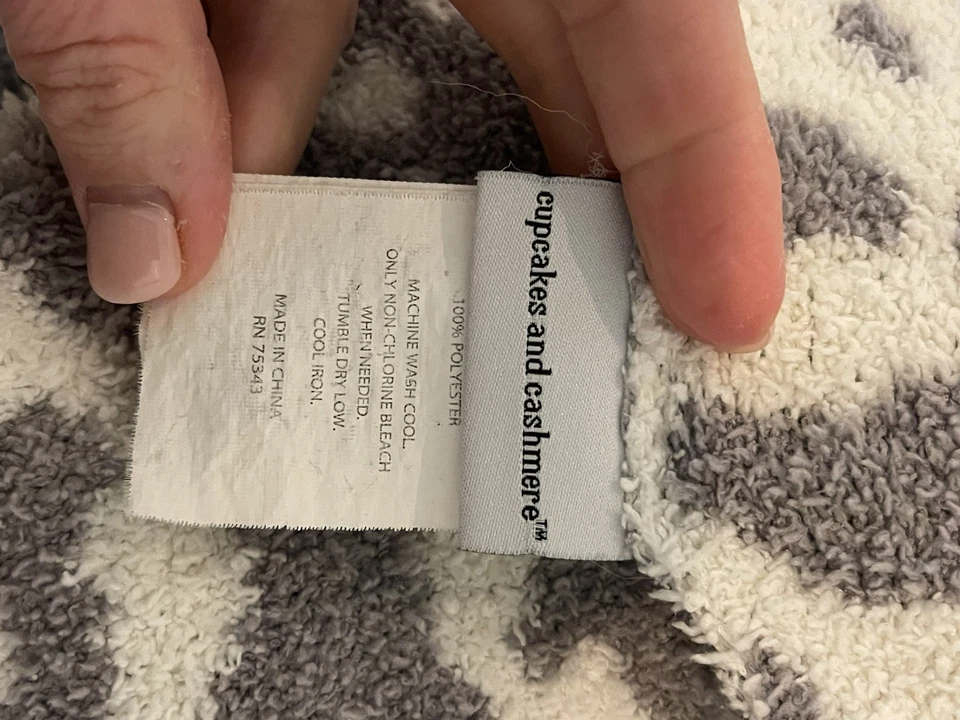 cupcakes and cashmere™
100% POLYESTER
MACHINE WASH COOL.
ONLY NON-CHLORINE BLEACH
WHEN NEEDED.
TUMBLE DRY LOW.
COOL IRON.
MADE IN CHINA
RN 75343